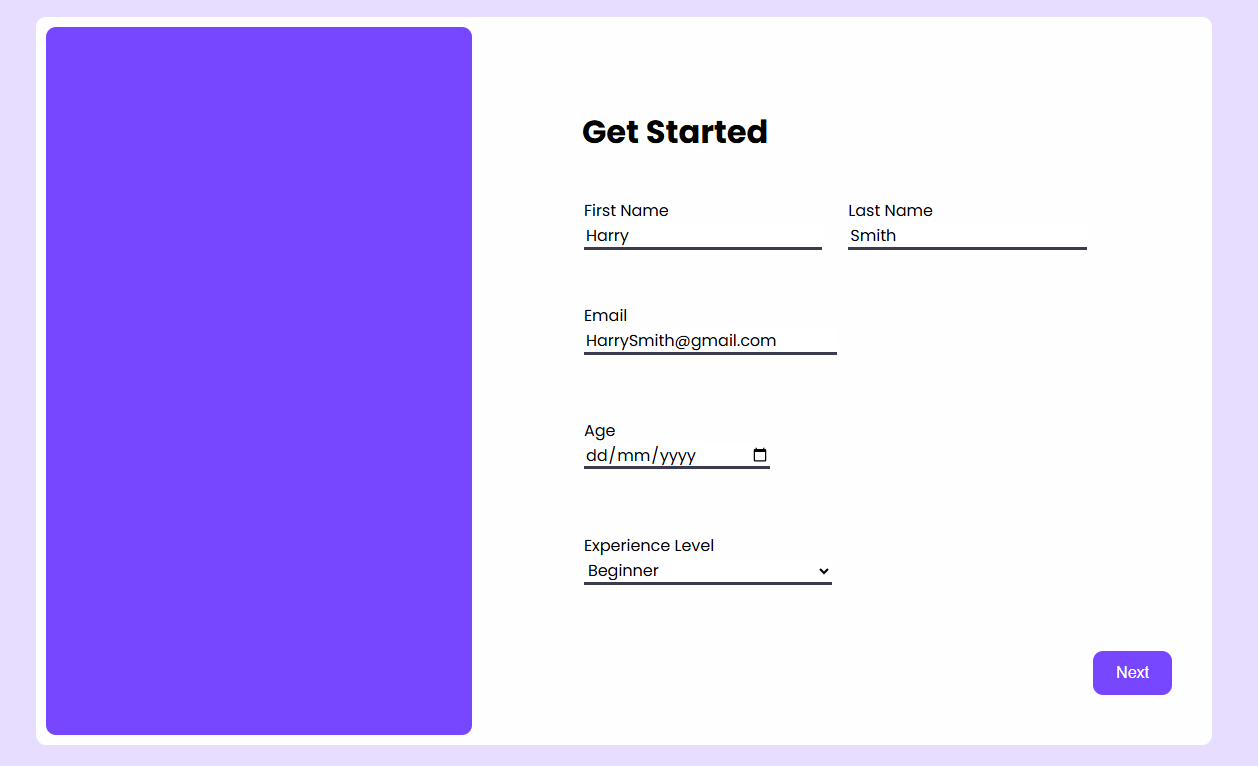 Get Started
First Name Last Name
Harry Smith
Email
HarrySmith@gmail.com
Age
dd/mm/yyyy
Experience Level
Beginner
Next